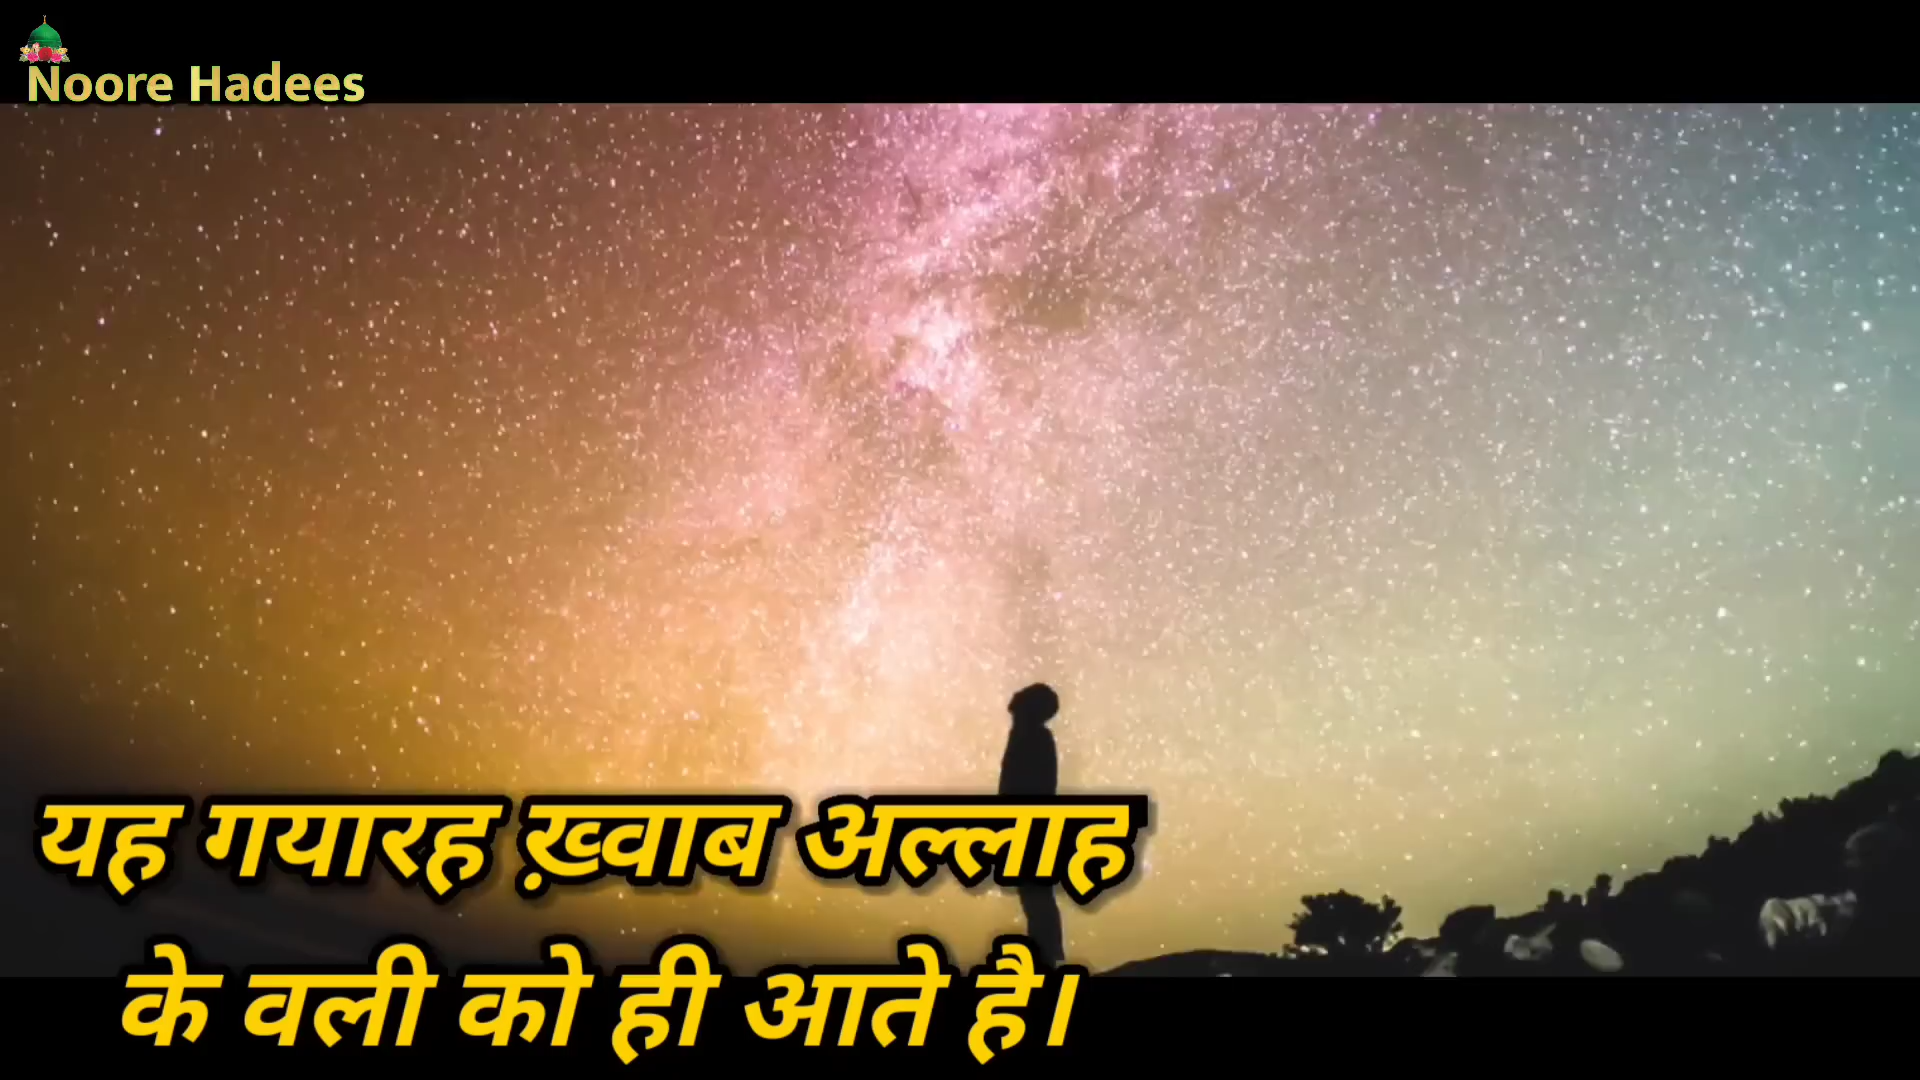 Noore Hadees
यह गयारह ख़्वाब अल्लाह
के वली को ही आते है।